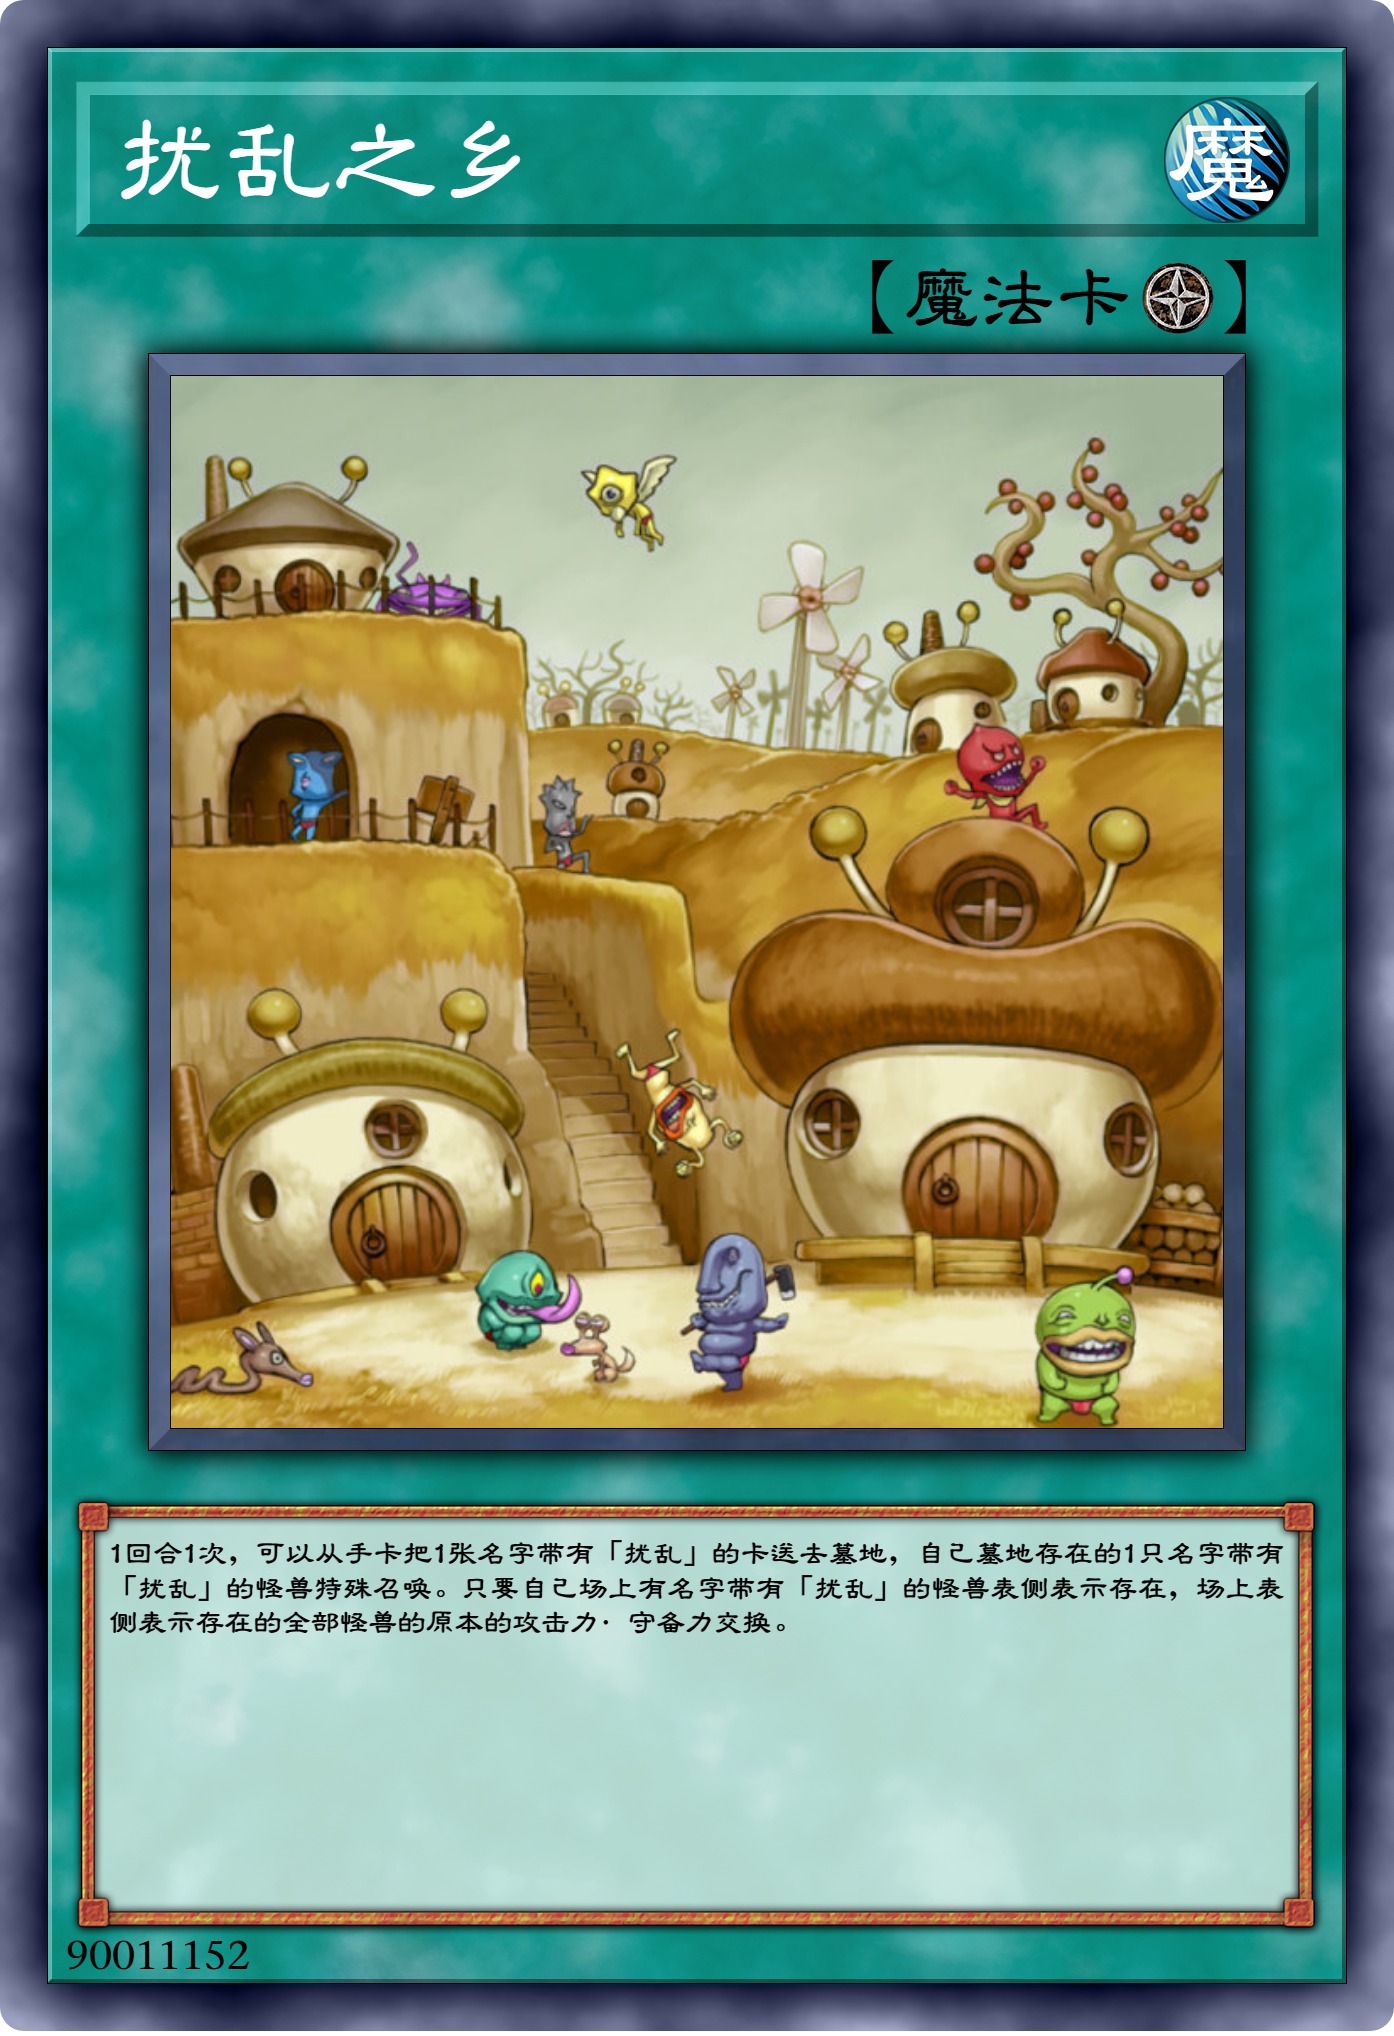 扰乱之乡
魔
【魔法卡】
1回合1次，可以从手卡把1张名字带有「扰乱」的卡送去墓地，自己墓地存在的1只名字带有
「扰乱」的怪兽特殊召唤。只要自己场上有名字带有「扰乱」的怪兽表侧表示存在，场上表
侧表示存在的全部怪兽的原本的攻击力·守备力交换。
90011152